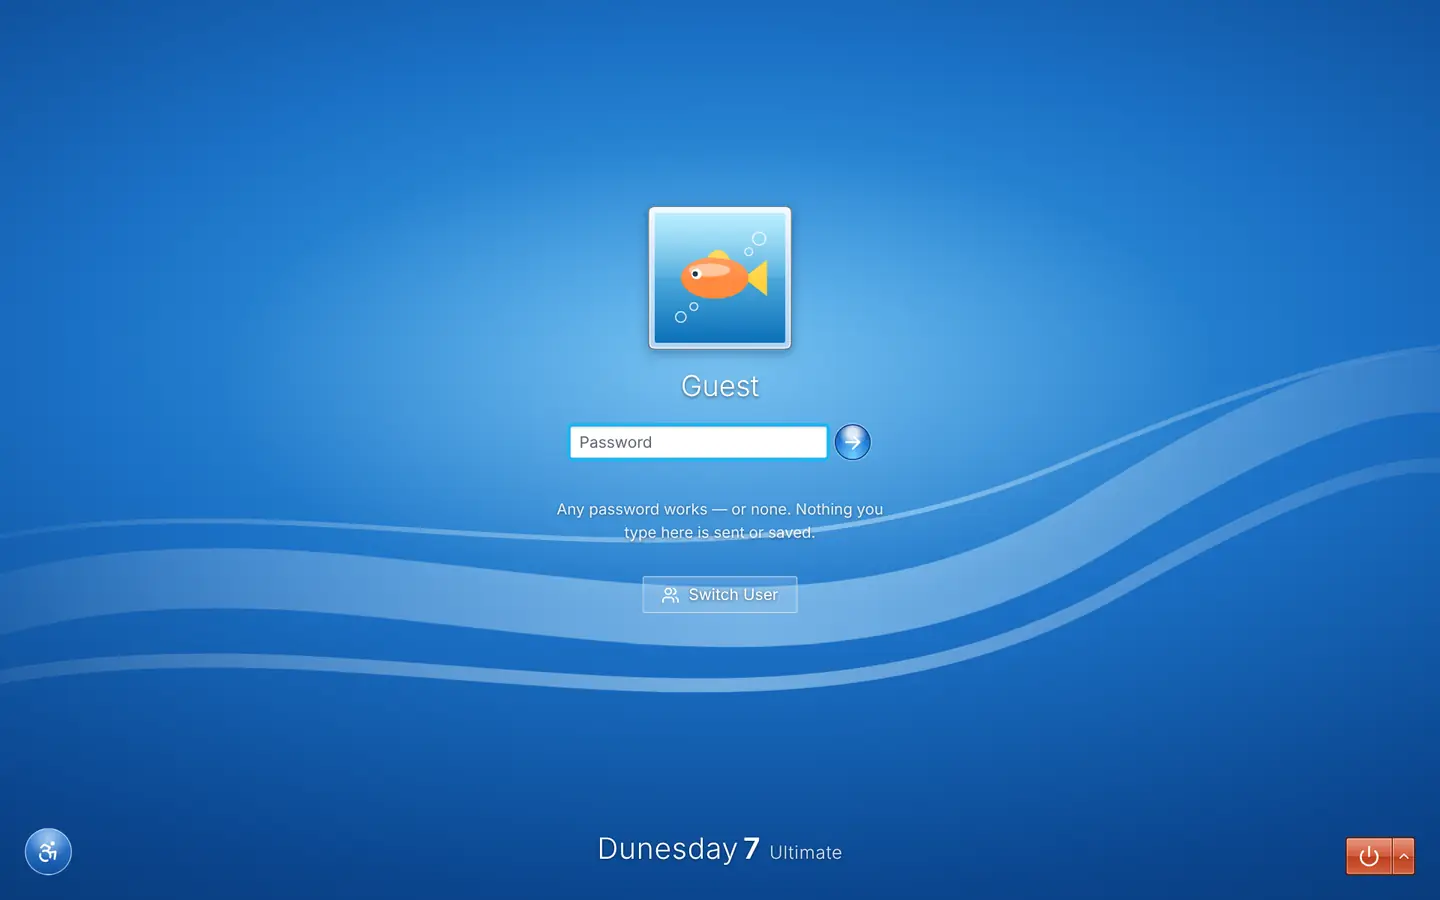 Guest
Password
Any password works — or none. Nothing you
type here is sent or saved.
Switch User
Dunesday 7 Ultimate